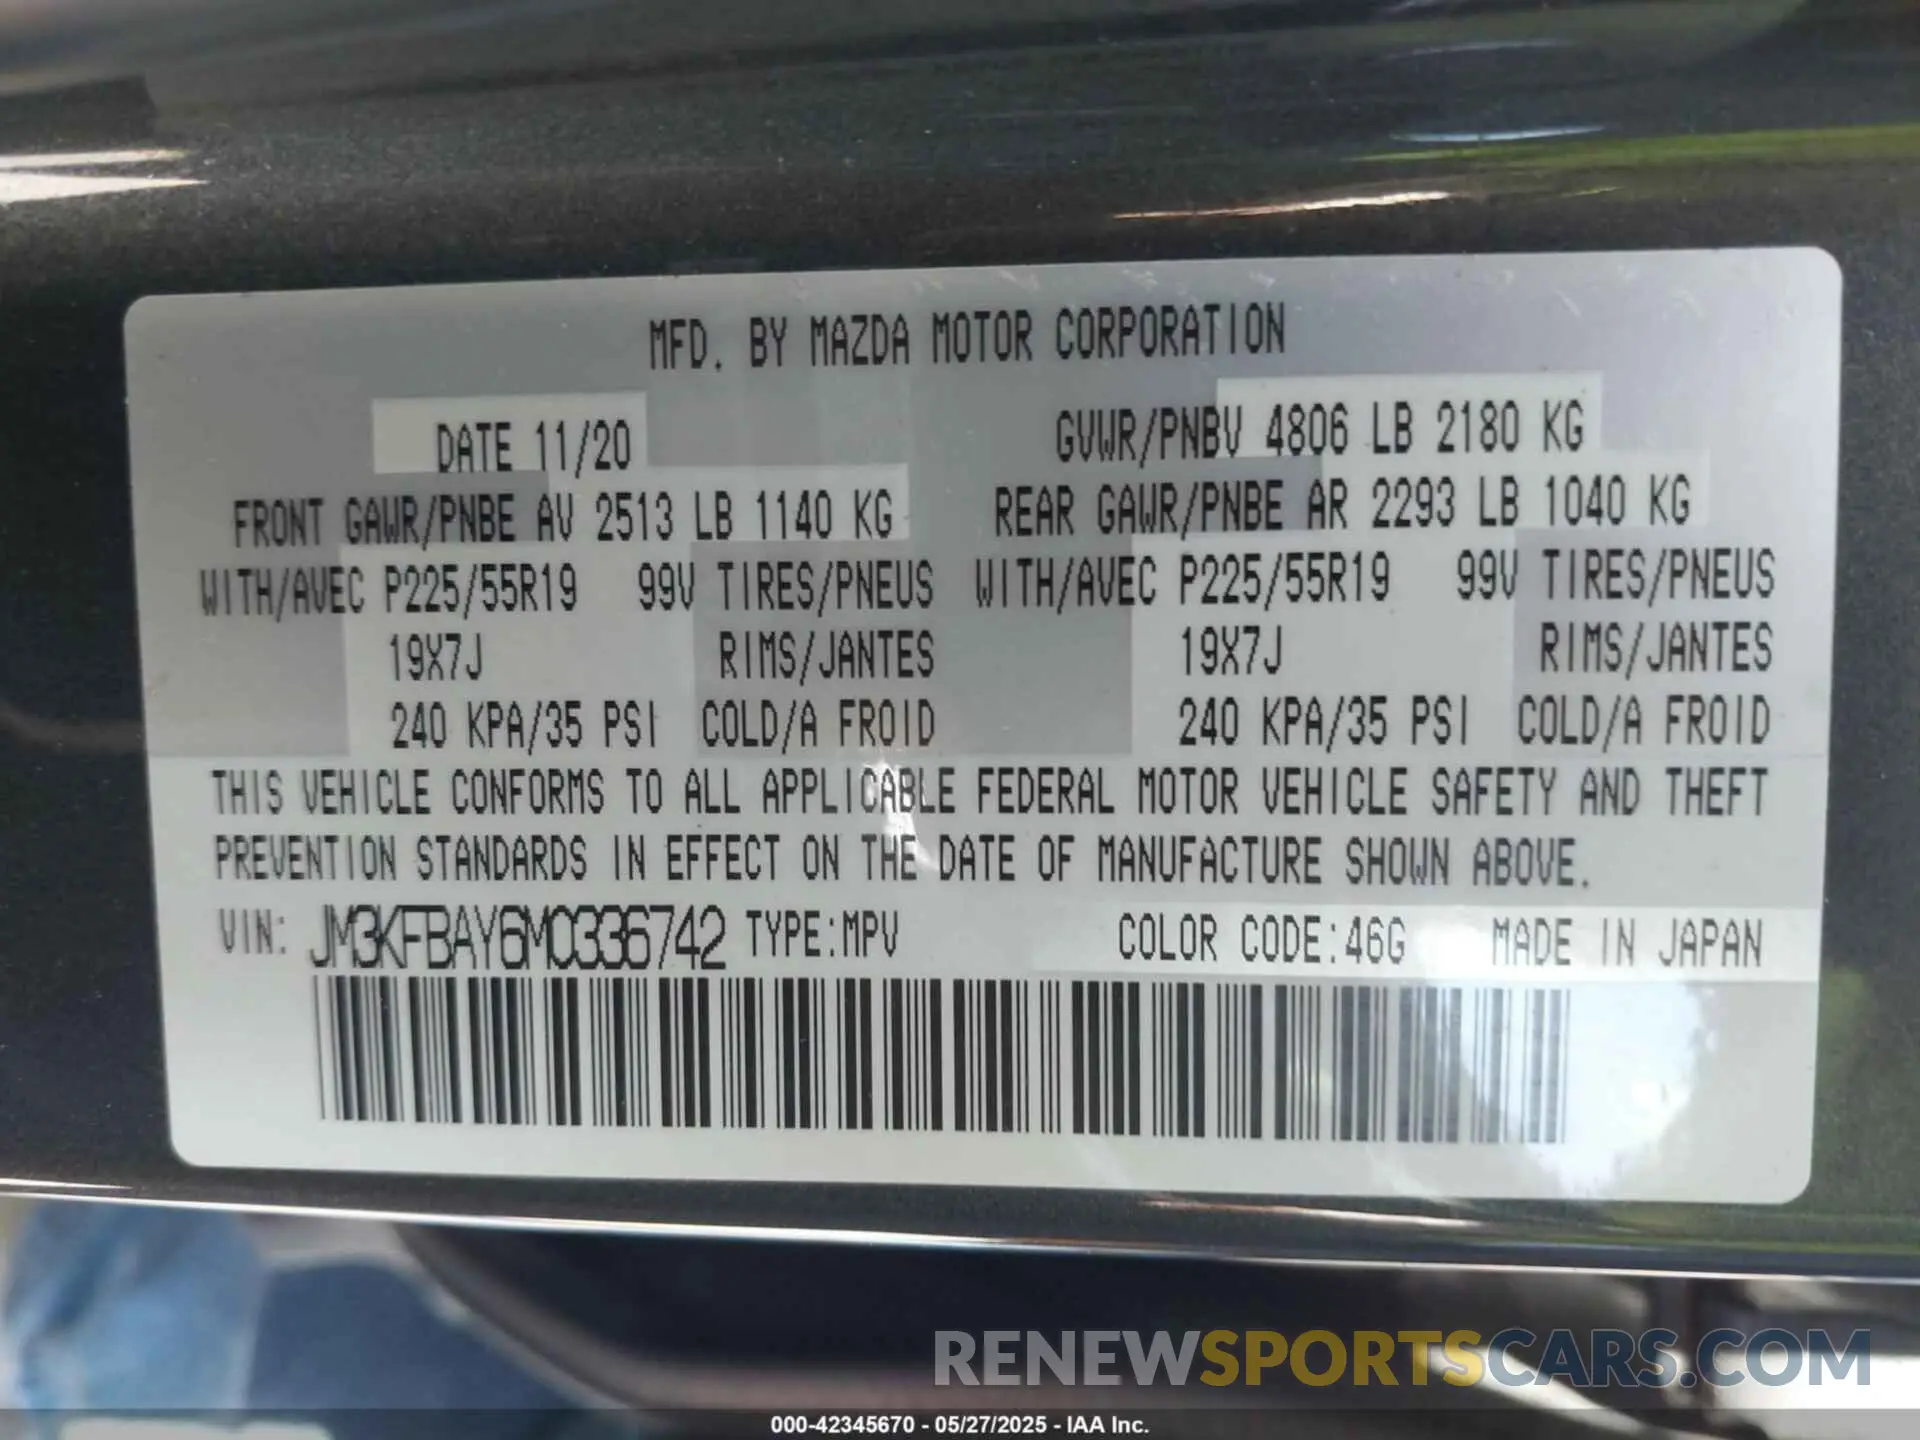 MFD. BY MAZDA MOTOR CORPORATION
DATE 11/20 GVWR/PNBV 4806 LB 2180 KG
FRONT GAWR/PNBE AV 2513 LB 1140 KG REAR GAWR/PNBE AR 2293 LB 1040 KG
WITH/AVEC P225/55R19 99V TIRES/PNEUS WITH/AVEC P225/55R19 99V TIRES/PNEUS
19X7J RIMS/JANTES 19X7J RIMS/JANTES
240 KPA/35 PSI COLD/A FROID 240 KPA/35 PSI COLD/A FROID
THIS VEHICLE CONFORMS TO ALL APPLICABLE FEDERAL MOTOR VEHICLE SAFETY AND THEFT
PREVENTION STANDARDS IN EFFECT ON THE DATE OF MANUFACTURE SHOWN ABOVE.
VIN: JM3KFBAY6M0336742 TYPE:MPV COLOR CODE:46G MADE IN JAPAN
RENEWSPORTSCARS.COM
000-42345670 - 05/27/2025 - IAA Inc.